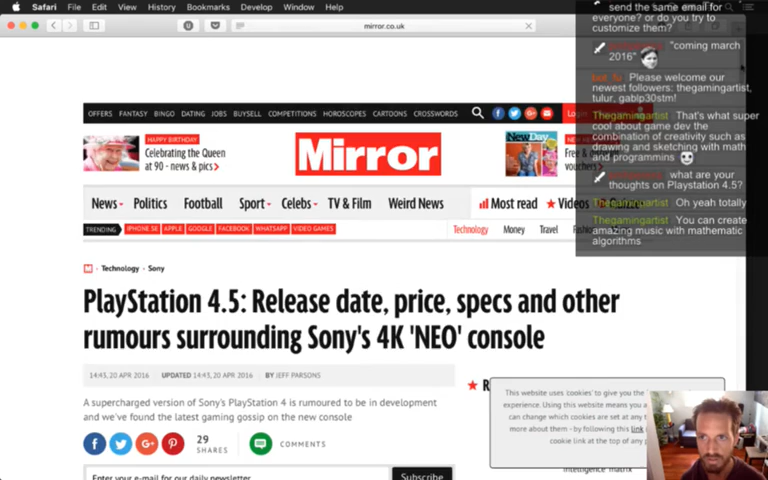 Safari File Edit View History Bookmarks Develop Window Help
mirror.co.uk
send the same email for
everyone? or do you try to
customize them?
"coming march
2016"
Please welcome our
newest followers: thegamingartist,
tulur, gablp30stm!
Thegamingartist That's what super
cool about game dev the
combination of creativity such as
drawing and sketching with math
and programmins
what are your
thoughts on Playstation 4.5?
Thegamingartist Oh yeah totally
Thegamingartist You can create
amazing music with mathematic
algorithms
OFFERS FANTASY BINGO DATING JOBS BUYSELL COMPETITIONS HOROSCOPES CARTOONS CROSSWORDS
Login
HAPPY BIRTHDAY
Celebrating the Queen
at 90 - news & pics
Mirror
NewDay
Free &
vouchers
News Politics Football Sport Celebs TV & Film Weird News
Most read Videos
TRENDING IPHONE SE APPLE GOOGLE FACEBOOK WHATSAPP VIDEO GAMES
Technology Money Travel
M Technology Sony
PlayStation 4.5: Release date, price, specs and other
rumours surrounding Sony's 4K 'NEO' console
14:43, 20 APR 2016 UPDATED 14:43, 20 APR 2016 BY JEFF PARSONS
A supercharged version of Sony's PlayStation 4 is rumoured to be in development
and we've found the latest gaming gossip on the new console
29
SHARES
COMMENTS
Enter your e-mail for our daily newsletter
Subscribe
R
This website uses 'cookies' to give you the
experience. Using this website means you a
can change which cookies are set at any t
more about them - by following this link
cookie link at the top of any p
intelligence matrix